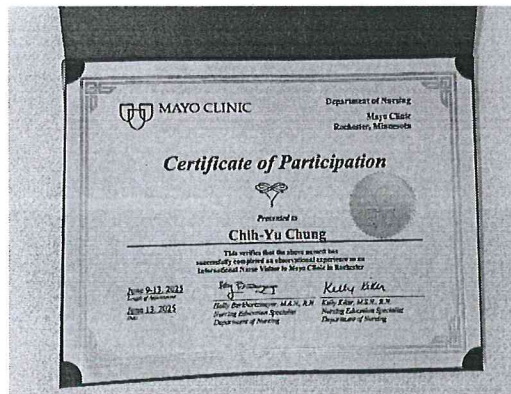 MAYO CLINIC
Department of Nursing
Mayo Clinic
Rochester, Minnesota
Certificate of Participation
Presented to
Chih-Yu Chung
This verifies that the above named has
successfully completed an observational experience as an
International Nurse Visitor to Mayo Clinic in Rochester
June 9-13, 2025
Length of Appointment
June 13, 2025
Date
Holly M.A.N., R.N.
Nursing Education Specialist
Department of Nursing
Kelly M.S.N., R.N.
Nursing Education Specialist
Department of Nursing